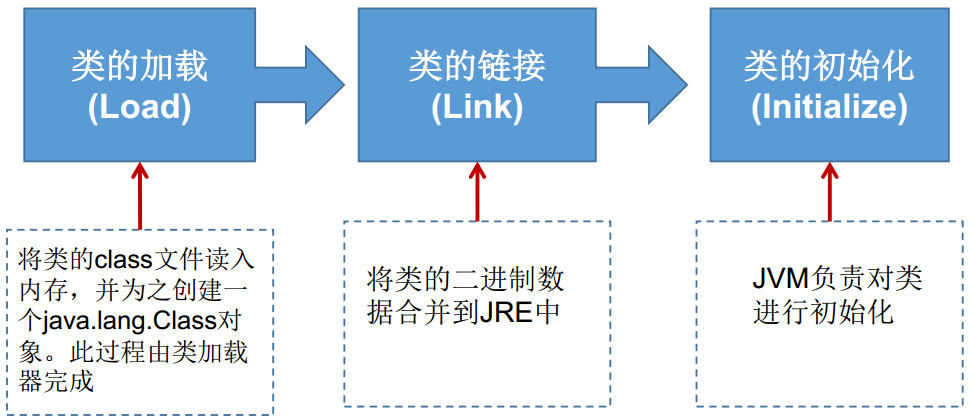 类的加载
(Load)
类的链接
(Link)
类的初始化
(Initialize)
将类的class文件读入
内存，并为之创建一
个java.lang.Class对
象。此过程由类加载
器完成
将类的二进制数
据合并到JRE中
JVM负责对类
进行初始化